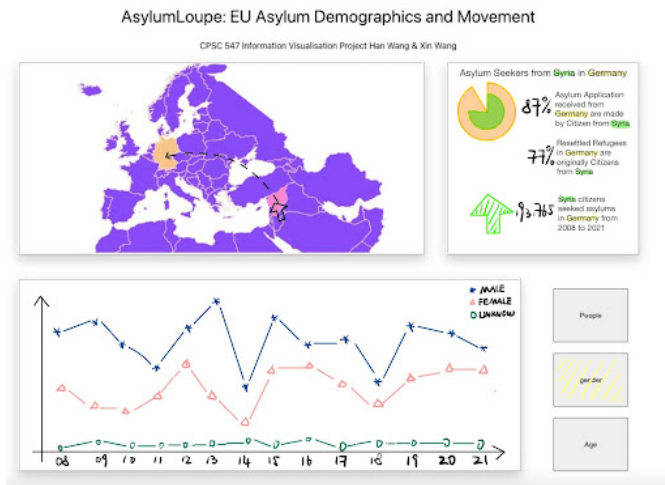 AsylumLoupe: EU Asylum Demographics and Movement
CPSC 547 Information Visualisation Project Han Wang & Xin Wang
Asylum Seekers from Syria in Germany
87%
Asylum Application
received from
Germany are made
by Citizen from Syria
77%
Resettled Refugees
in Germany are
originally Citizens
from Syria
93.765
Syria citizens
seeked asylums
in Germany from
2008 to 2021
MALE
FEMALE
UNKNOWN
08 09 10 11 12 13 14 15 16 17 18 19 20 21
People
gender
Age